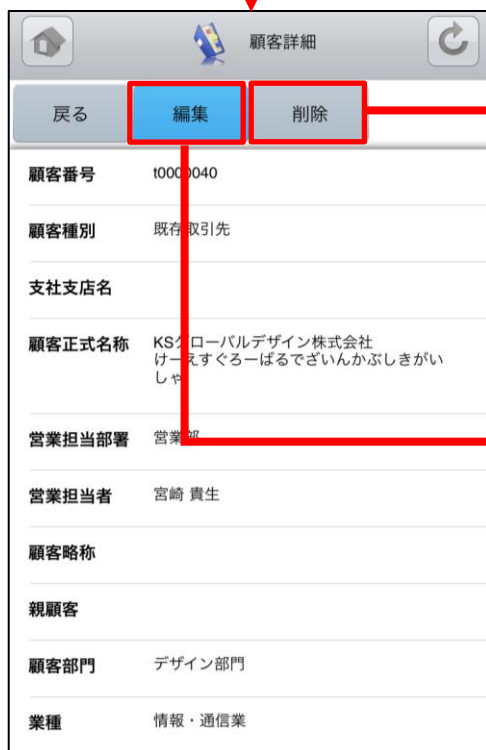 顧客詳細
戻る 編集 削除
顧客番号 t0000040
顧客種別 既存取引先
支社支店名
顧客正式名称 KSグローバルデザイン株式会社
けーえすぐろーばるでざいんかぶしきがい
しゃ
営業担当部署 営業部
営業担当者 宮崎 貴生
顧客略称
親顧客
顧客部門 デザイン部門
業種 情報・通信業